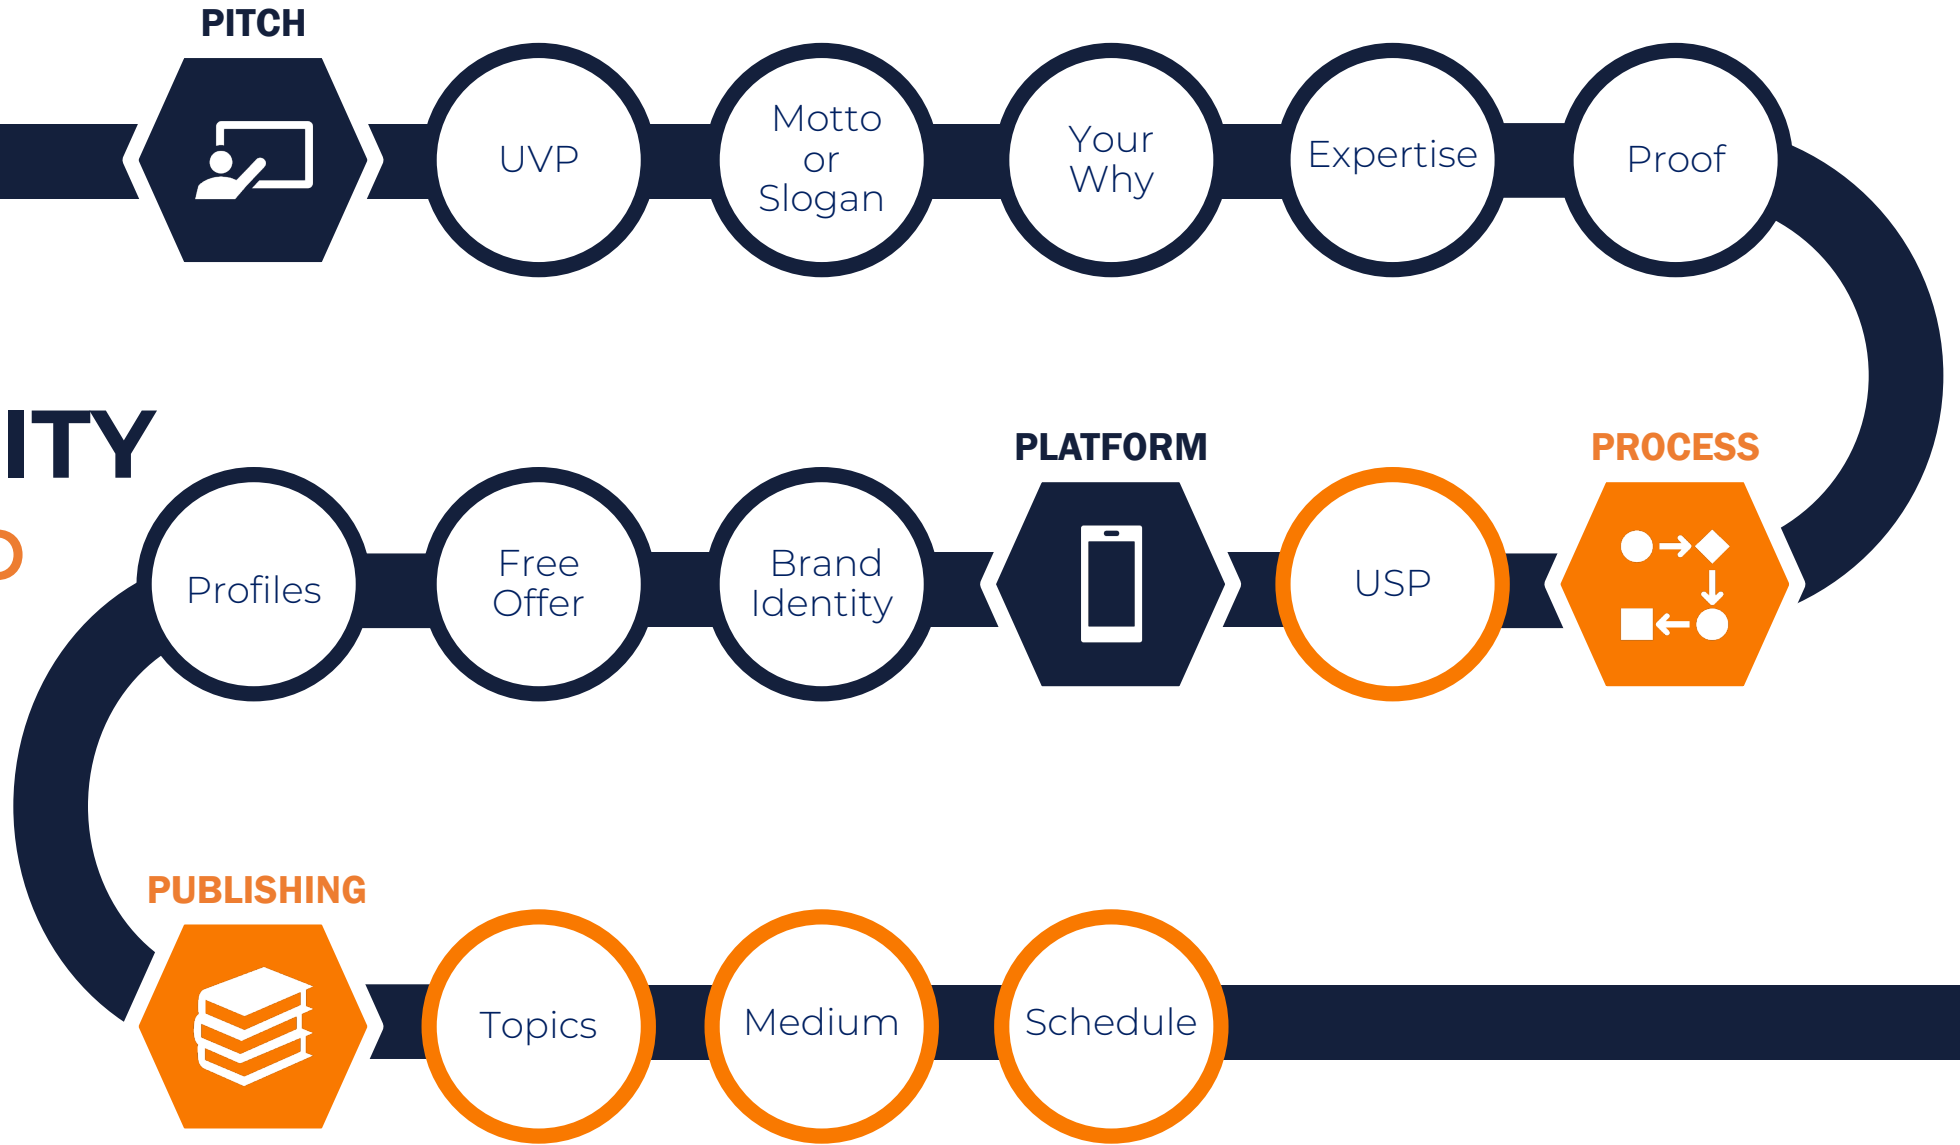 PITCH
UVP
Motto
or
Slogan
Your
Why
Expertise
Proof
ITY
PLATFORM
PROCESS
Profiles
Free
Offer
Brand
Identity
USP
PUBLISHING
Topics
Medium
Schedule